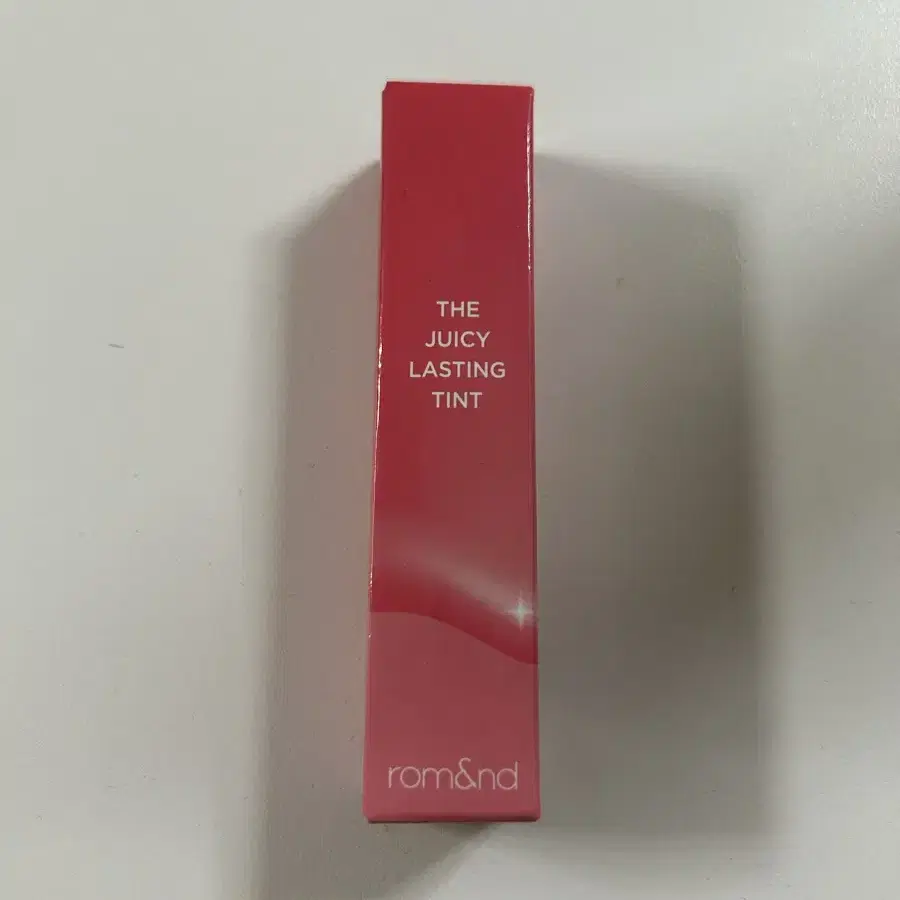 THE
JUICY
LASTING
TINT
rom&nd